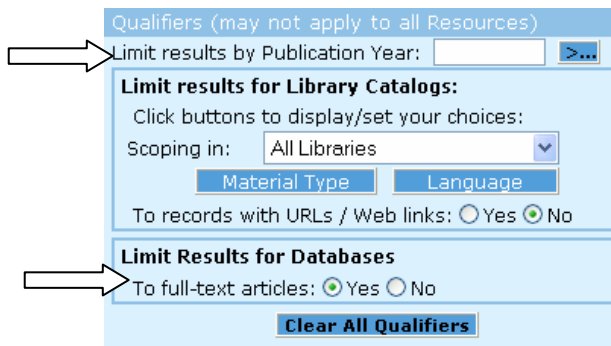 Qualifiers (may not apply to all Resources)
Limit results by Publication Year: >...
Limit results for Library Catalogs:
Click buttons to display/set your choices:
Scoping in: All Libraries
Material Type Language
To records with URLs / Web links: Yes No
Limit Results for Databases
To full-text articles: Yes No
Clear All Qualifiers